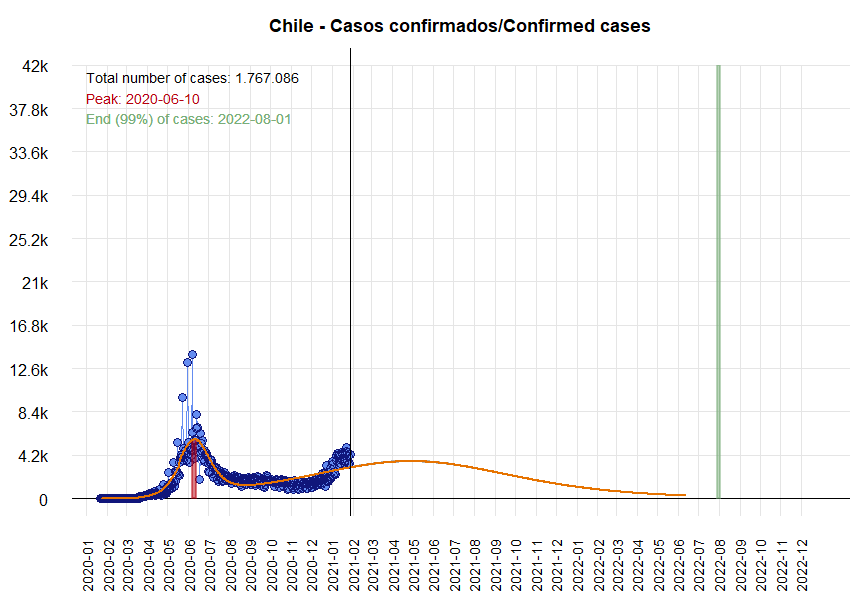 Chile - Casos confirmados/Confirmed cases
Total number of cases: 1.767.086
Peak: 2020-06-10
End (99%) of cases: 2022-08-01
42k
37.8k
33.6k
29.4k
25.2k
21k
16.8k
12.6k
8.4k
4.2k
0
2020-01
2020-02
2020-03
2020-04
2020-05
2020-06
2020-07
2020-08
2020-09
2020-10
2020-11
2020-12
2021-01
2021-02
2021-03
2021-04
2021-05
2021-06
2021-07
2021-08
2021-09
2021-10
2021-11
2021-12
2022-01
2022-02
2022-03
2022-04
2022-05
2022-06
2022-07
2022-08
2022-09
2022-10
2022-11
2022-12